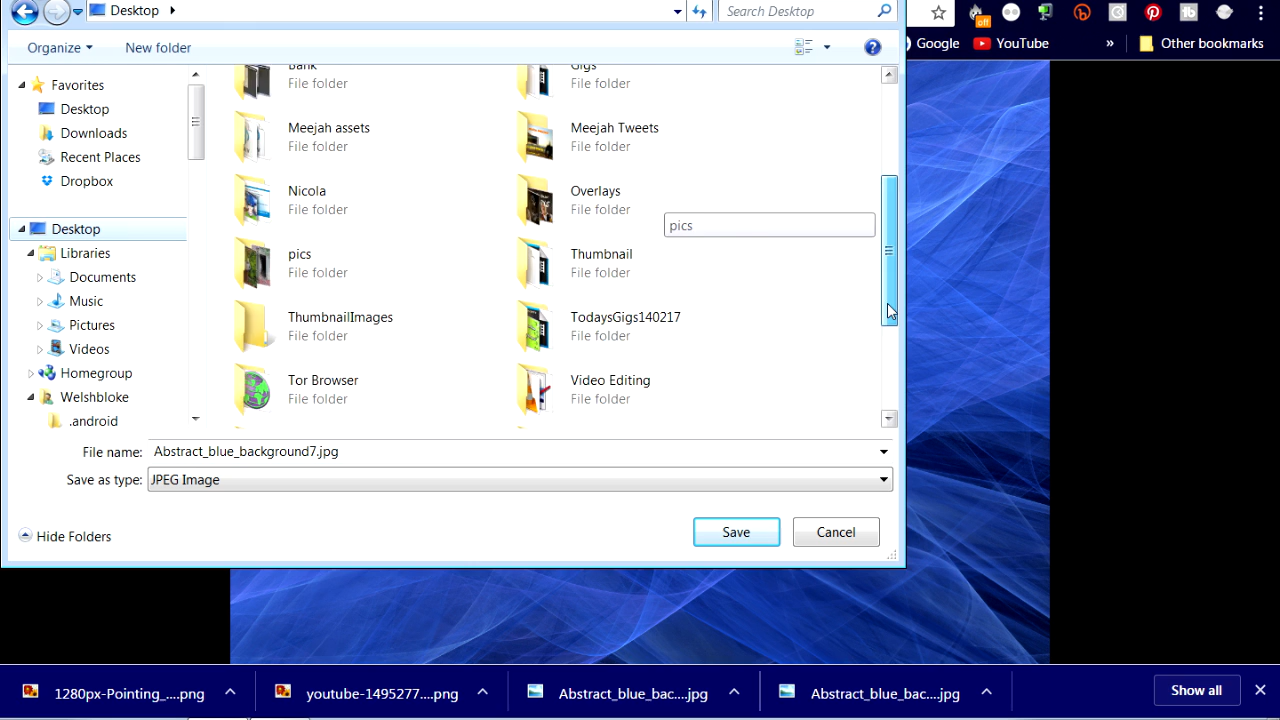 Desktop
Search Desktop
off
Organize
New folder
Google
YouTube
»
Other bookmarks
Favorites
Desktop
Downloads
Recent Places
Dropbox
Desktop
Libraries
Documents
Music
Pictures
Videos
Homegroup
Welshbloke
.android
Bank
File folder
Gigs
File folder
Meejah assets
File folder
Meejah Tweets
File folder
Nicola
File folder
Overlays
File folder
pics
pics
File folder
Thumbnail
File folder
ThumbnailImages
File folder
TodaysGigs140217
File folder
Tor Browser
File folder
Video Editing
File folder
File name: Abstract_blue_background7.jpg
Save as type: JPEG Image
Hide Folders
Save
Cancel
1280px-Pointing_....png
youtube-1495277....png
Abstract_blue_bac....jpg
Abstract_blue_bac....jpg
Show all